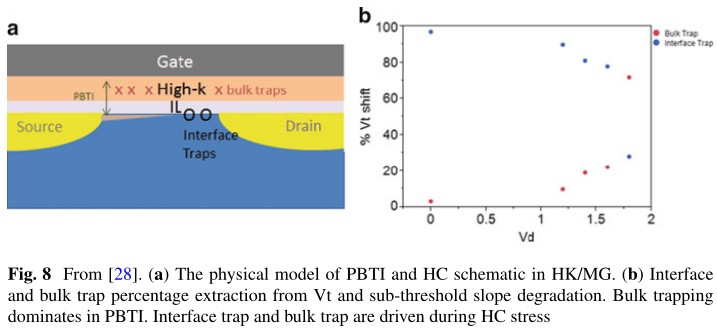 a
Gate
PBTI
x x x High-k x bulk traps
IL
Source
Interface
Traps
Drain
b
Bulk Trap
Interface Trap
% Vt shift
100
80
60
40
20
0
0 0.5 1 1.5 2
Vd
Fig. 8 From [28]. (a) The physical model of PBTI and HC schematic in HK/MG. (b) Interface
and bulk trap percentage extraction from Vt and sub-threshold slope degradation. Bulk trapping
dominates in PBTI. Interface trap and bulk trap are driven during HC stress